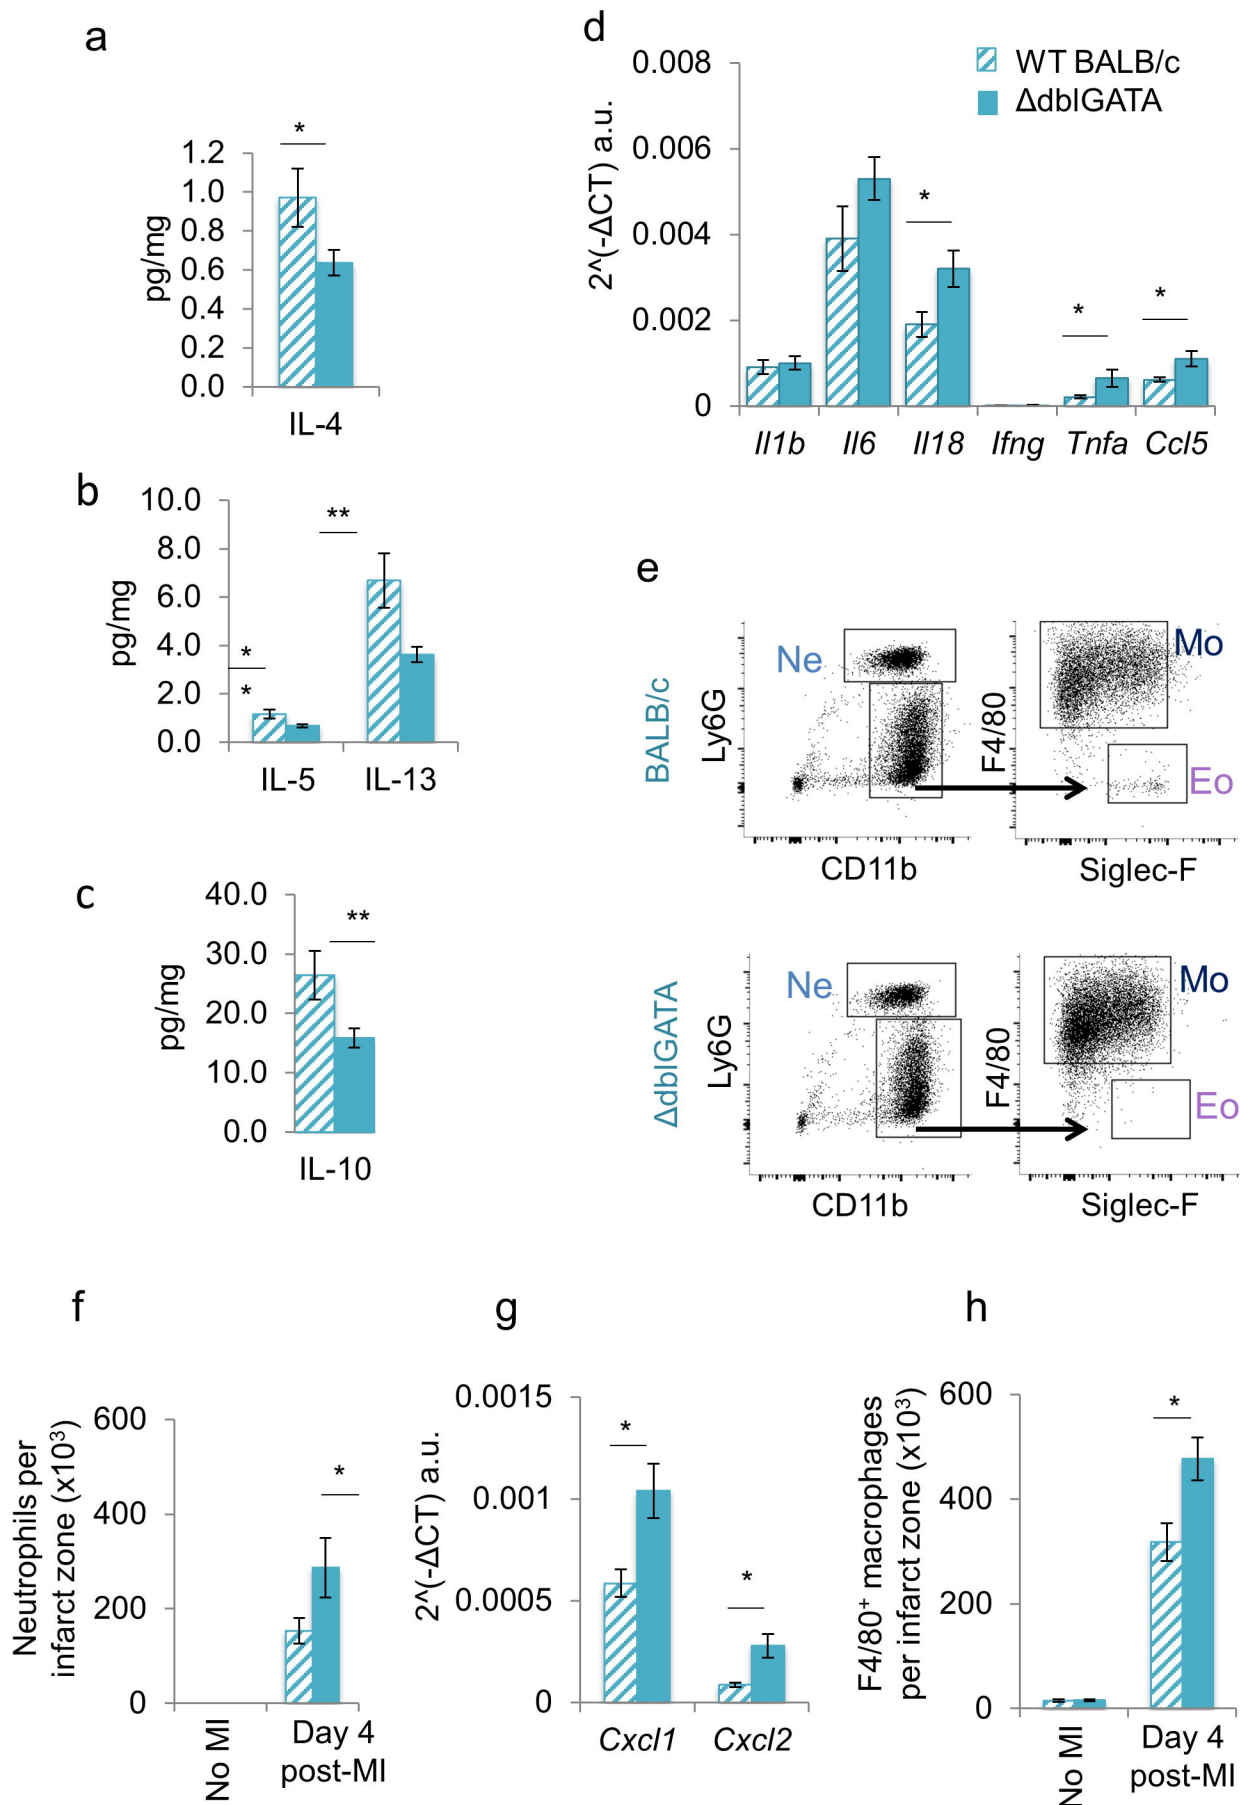 a
*
1.2
1.0
0.8
0.6
0.4
0.2
0.0
pg/mg
IL-4
b
10.0
8.0
6.0
4.0
2.0
0.0
pg/mg
**
*
*
IL-5 IL-13
c
40.0
30.0
20.0
10.0
0.0
pg/mg
**
IL-10
d
WT BALB/c
ΔdblGATA
0.008
0.006
0.004
0.002
0
2^(-ΔCT) a.u.
*
*
*
Il1b Il6 Il18 Ifng Tnfa Ccl5
e
BALB/c
Ly6G
Ne
CD11b
F4/80
Mo
Eo
Siglec-F
ΔdblGATA
Ly6G
Ne
CD11b
F4/80
Mo
Eo
Siglec-F
f
Neutrophils per
infarct zone (x10³)
600
400
200
0
*
No MI
Day 4
post-MI
g
2^(-ΔCT) a.u.
0.0015
0.001
0.0005
0
*
*
Cxcl1 Cxcl2
h
F4/80⁺ macrophages
per infarct zone (x10³)
600
400
200
0
*
No MI
Day 4
post-MI